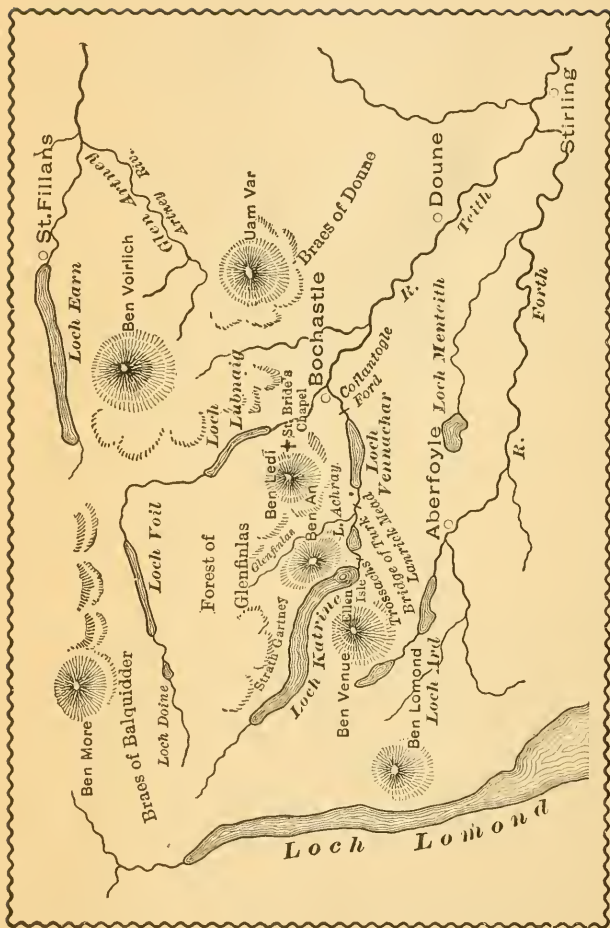 St. Fillans
Glen Artney
Artney Riv.
Loch Earn
Ben Voirlich
Uam Var
Braes of Doune
Doune
Stirling
R. Teith
Bochastle
Coilantogle
Ford
Loch
Lubnaig
St. Bride's
Chapel
Ben Ledi
Loch
Vennachar
Loch Menteith
R. Forth
Aberfoyle
Lanrick Mead
Bridge of Turk
Trossachs
L. Achray
Ben An
Glenfinlas
Forest of
Glenfinlas
Loch Voil
Ben More
Braes of Balquidder
Loch Doine
Strath Gartney
Loch Katrine
Ellen
Isle
Ben Venue
Loch Ard
Ben Lomond
Loch Lomond